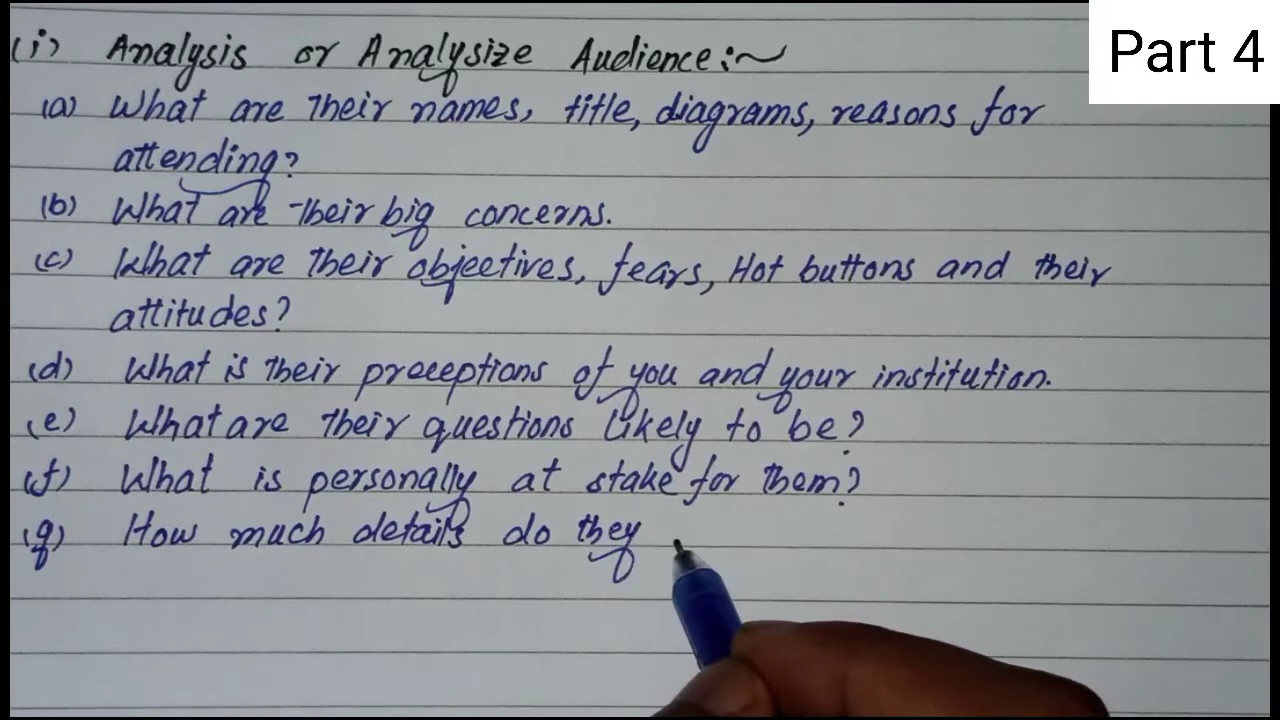 Part 4
(i) Analysis or Analysize Audience:~
(a) What are Their names, title, diagrams, reasons for
attending?
(b) What are Their big concerns.
(c) What are Their objectives, fears, Hot buttons and their
attitudes?
(d) What is Their preceptions of you and your institution.
(e) What are Their questions likely to be?
(f) What is personally at stake for Them?
(g) How much details do they